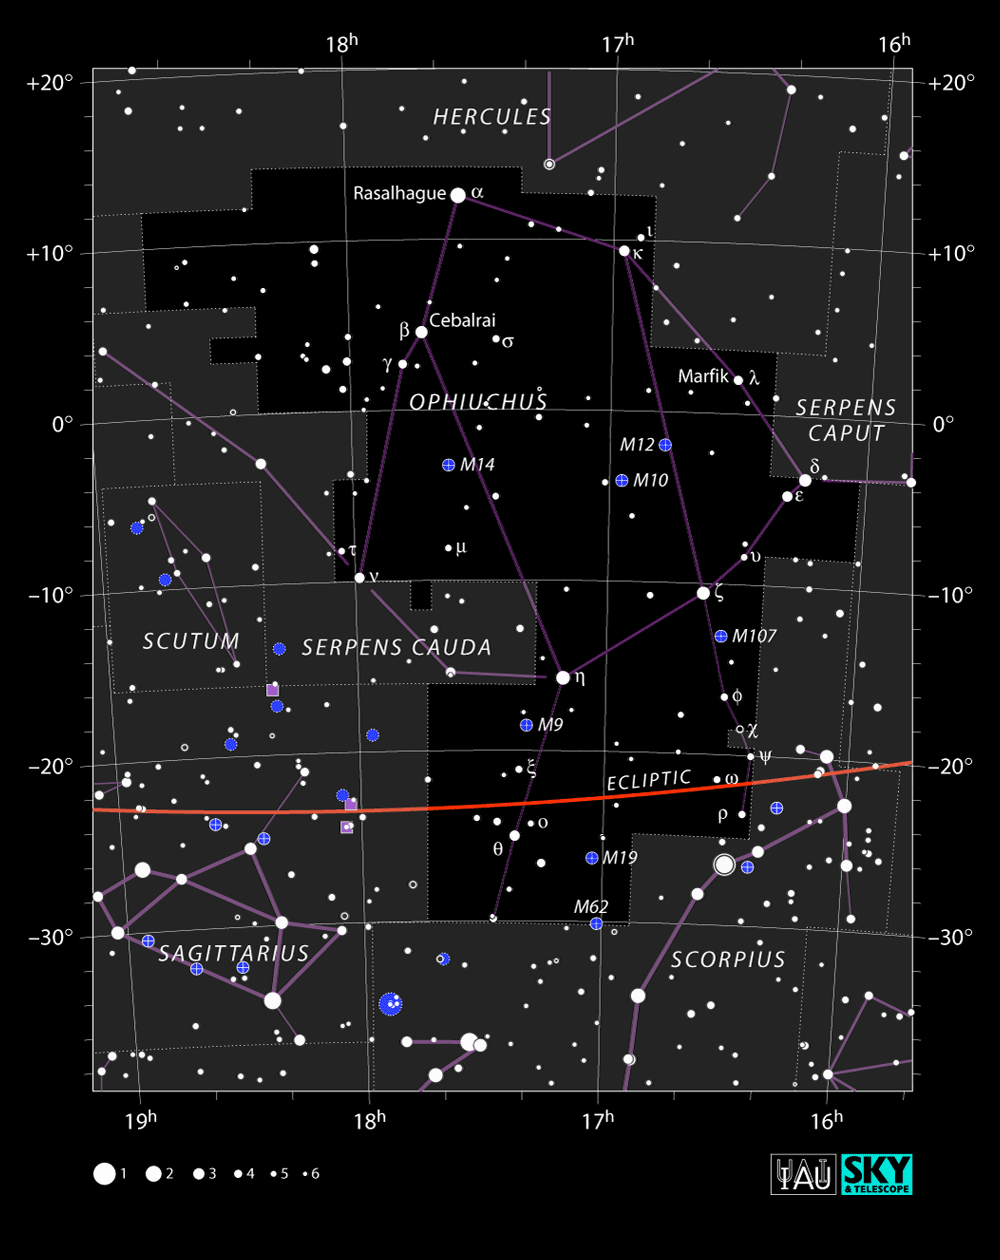 18ʰ 17ʰ 16ʰ
+20° +20°
HERCULES
Rasalhague α
ι
+10° κ +10°
β Cebalrai
σ
γ
Marfik λ
OPHIUCHUS
SERPENS
CAPUT
0° 0°
M12
M14 δ
M10
ε
τ μ υ
ν
−10° ζ −10°
SCUTUM SERPENS CAUDA M107
η
φ
M9 χ
ψ
−20° ξ −20°
ECLIPTIC ω
ρ
ο
θ
M19
M62
−30° −30°
SAGITTARIUS SCORPIUS
19ʰ 18ʰ 17ʰ 16ʰ
1 2 3 4 5 6
IAU SKY
& TELESCOPE